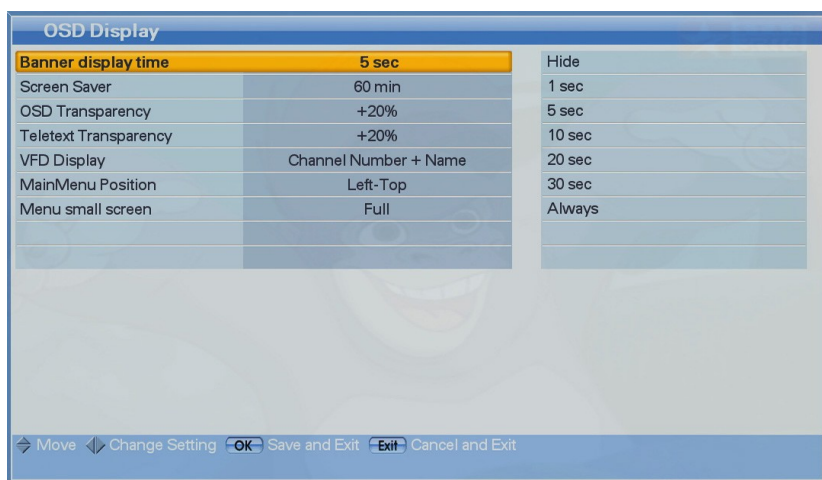 OSD Display
Banner display time 5 sec
Screen Saver 60 min
OSD Transparency +20%
Teletext Transparency +20%
VFD Display Channel Number + Name
MainMenu Position Left-Top
Menu small screen Full
Hide
1 sec
5 sec
10 sec
20 sec
30 sec
Always
Move Change Setting OK Save and Exit Exit Cancel and Exit